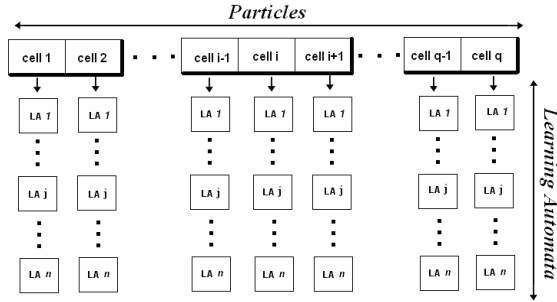 Particles
cell 1 cell 2 . . . cell i-1 cell i cell i+1 . . . cell q-1 cell q
LA 1 LA 1 LA 1 LA 1 LA 1 LA 1 LA 1
LA j LA j LA j LA j LA j LA j LA j
LA n LA n LA n LA n LA n LA n LA n
Learning Automata